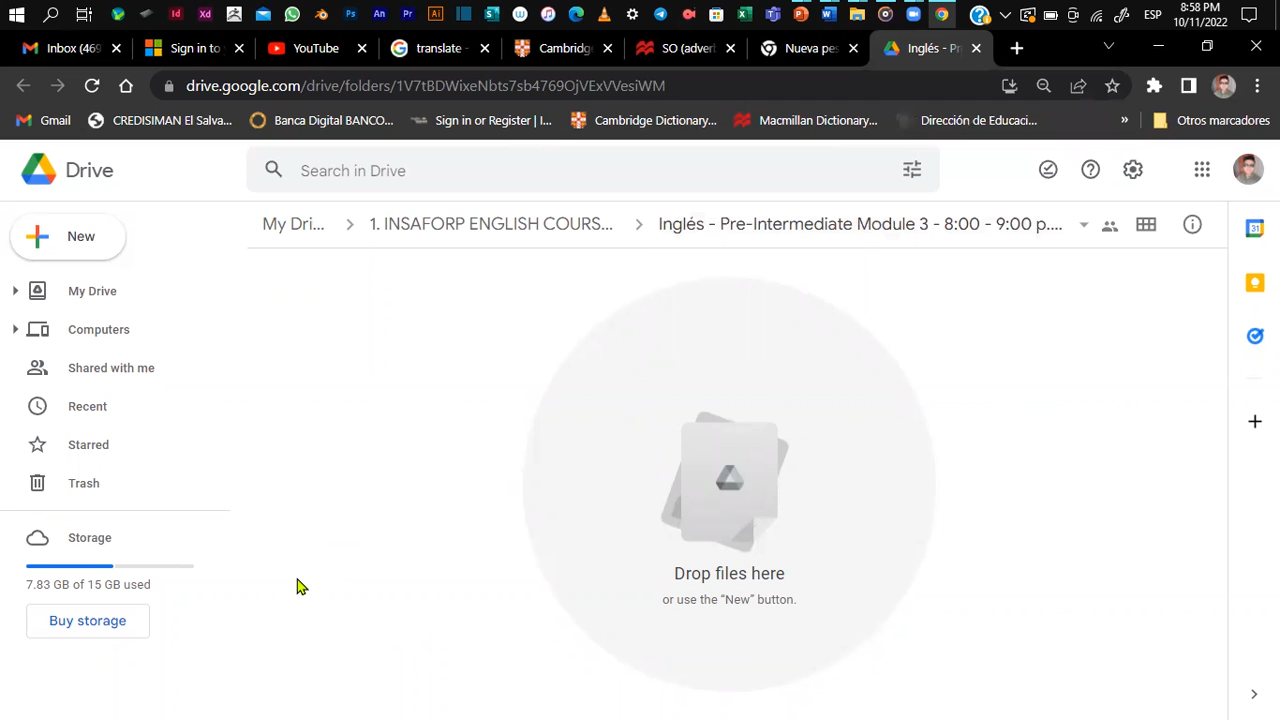 8:58 PM
ESP
10/11/2022
Inbox (469
Sign in to
YouTube
translate -
Cambridg
SO (adver
Nueva pes
Inglés - Pr
drive.google.com/drive/folders/1V7tBDWixeNbts7sb4769OjVExVVesiWM
Gmail
CREDISIMAN El Salva...
Banca Digital BANCO...
Sign in or Register | I...
Cambridge Dictionary...
Macmillan Dictionary...
Dirección de Educaci...
»
Otros marcadores
Drive
Search in Drive
New
My Dri...
1. INSAFORP ENGLISH COURS...
Inglés - Pre-Intermediate Module 3 - 8:00 - 9:00 p....
31
My Drive
Computers
Shared with me
Recent
Starred
Trash
Storage
7.83 GB of 15 GB used
Buy storage
Drop files here
or use the “New” button.